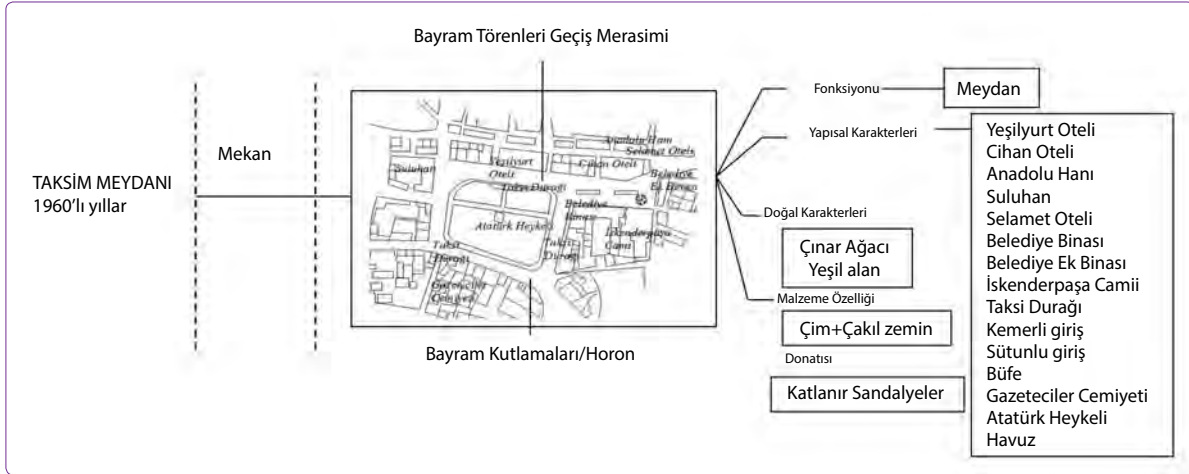 Bayram Törenleri Geçiş Merasimi
TAKSİM MEYDANI
1960'lı yıllar
Mekan
Anadolu Hanı
Selamet Oteli
Suluhan
Yeşilyurt
Oteli
Cihan Oteli
Belediye
Ek Binası
Taksi Durağı
Belediye
Binası
Atatürk Heykeli
İskenderpaşa
Camii
Taksi
Durağı
Taksi
Durağı
Gazeteciler
Cemiyeti
Bayram Kutlamaları/Horon
Fonksiyonu
Meydan
Yapısal Karakterleri
Yeşilyurt Oteli
Cihan Oteli
Anadolu Hanı
Suluhan
Selamet Oteli
Belediye Binası
Belediye Ek Binası
İskenderpaşa Camii
Taksi Durağı
Kemerli giriş
Sütunlu giriş
Büfe
Gazeteciler Cemiyeti
Atatürk Heykeli
Havuz
Doğal Karakterleri
Çınar Ağacı
Yeşil alan
Malzeme Özelliği
Çim+Çakıl zemin
Donatısı
Katlanır Sandalyeler